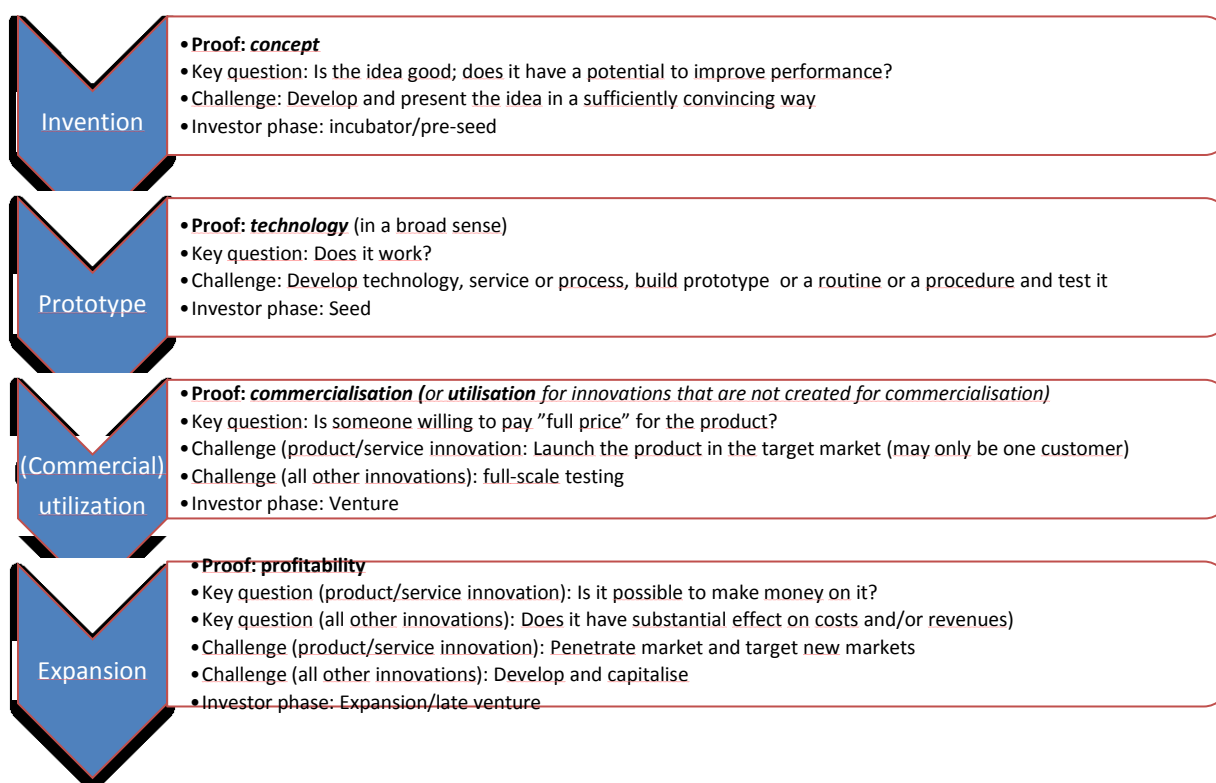 Invention
•Proof: concept
•Key question: Is the idea good; does it have a potential to improve performance?
•Challenge: Develop and present the idea in a sufficiently convincing way
•Investor phase: incubator/pre-seed
Prototype
•Proof: technology (in a broad sense)
•Key question: Does it work?
•Challenge: Develop technology, service or process, build prototype  or a routine or a procedure and test it
•Investor phase: Seed
(Commercial)
utilization
•Proof: commercialisation (or utilisation for innovations that are not created for commercialisation)
•Key question: Is someone willing to pay ”full price” for the product?
•Challenge (product/service innovation: Launch the product in the target market (may only be one customer)
•Challenge (all other innovations): full-scale testing
•Investor phase: Venture
Expansion
•Proof: profitability
•Key question (product/service innovation): Is it possible to make money on it?
•Key question (all other innovations): Does it have substantial effect on costs and/or revenues)
•Challenge (product/service innovation): Penetrate market and target new markets
•Challenge (all other innovations): Develop and capitalise
•Investor phase: Expansion/late venture